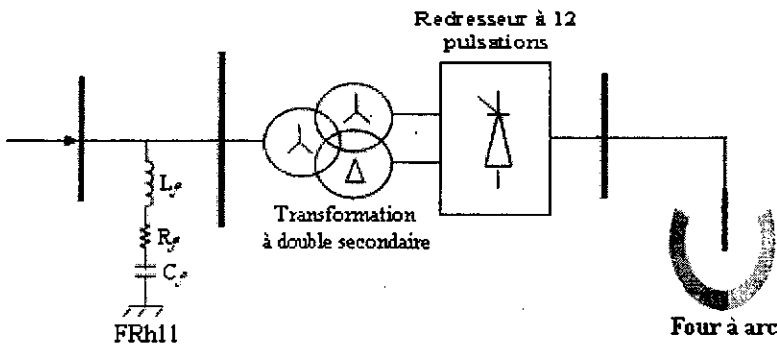 Redresseur à 12
pulsations
Transformation
à double secondaire
L𝑓
R𝑓
C𝑓
FRh11
Four à arc